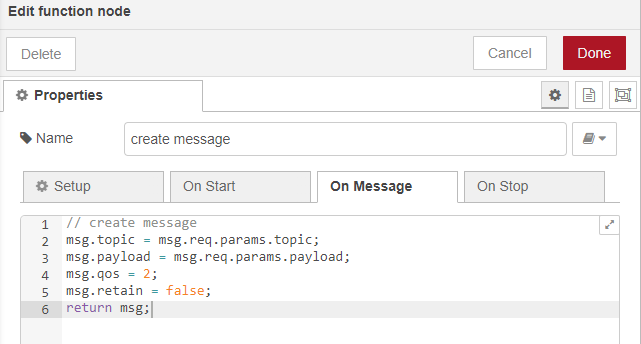 Edit function node
Delete
Cancel
Done
Properties
Name
create message
Setup
On Start
On Message
On Stop
1 // create message
2 msg.topic = msg.req.params.topic;
3 msg.payload = msg.req.params.payload;
4 msg.qos = 2;
5 msg.retain = false;
6 return msg;